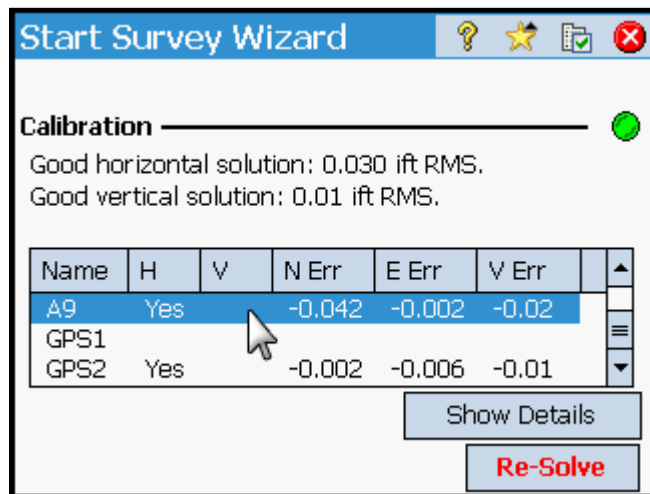 Start Survey Wizard
Calibration
Good horizontal solution: 0.030 ift RMS.
Good vertical solution: 0.01 ift RMS.
Name H V N Err E Err V Err
A9 Yes -0.042 -0.002 -0.02
GPS1
GPS2 Yes -0.002 -0.006 -0.01
Show Details
Re-Solve